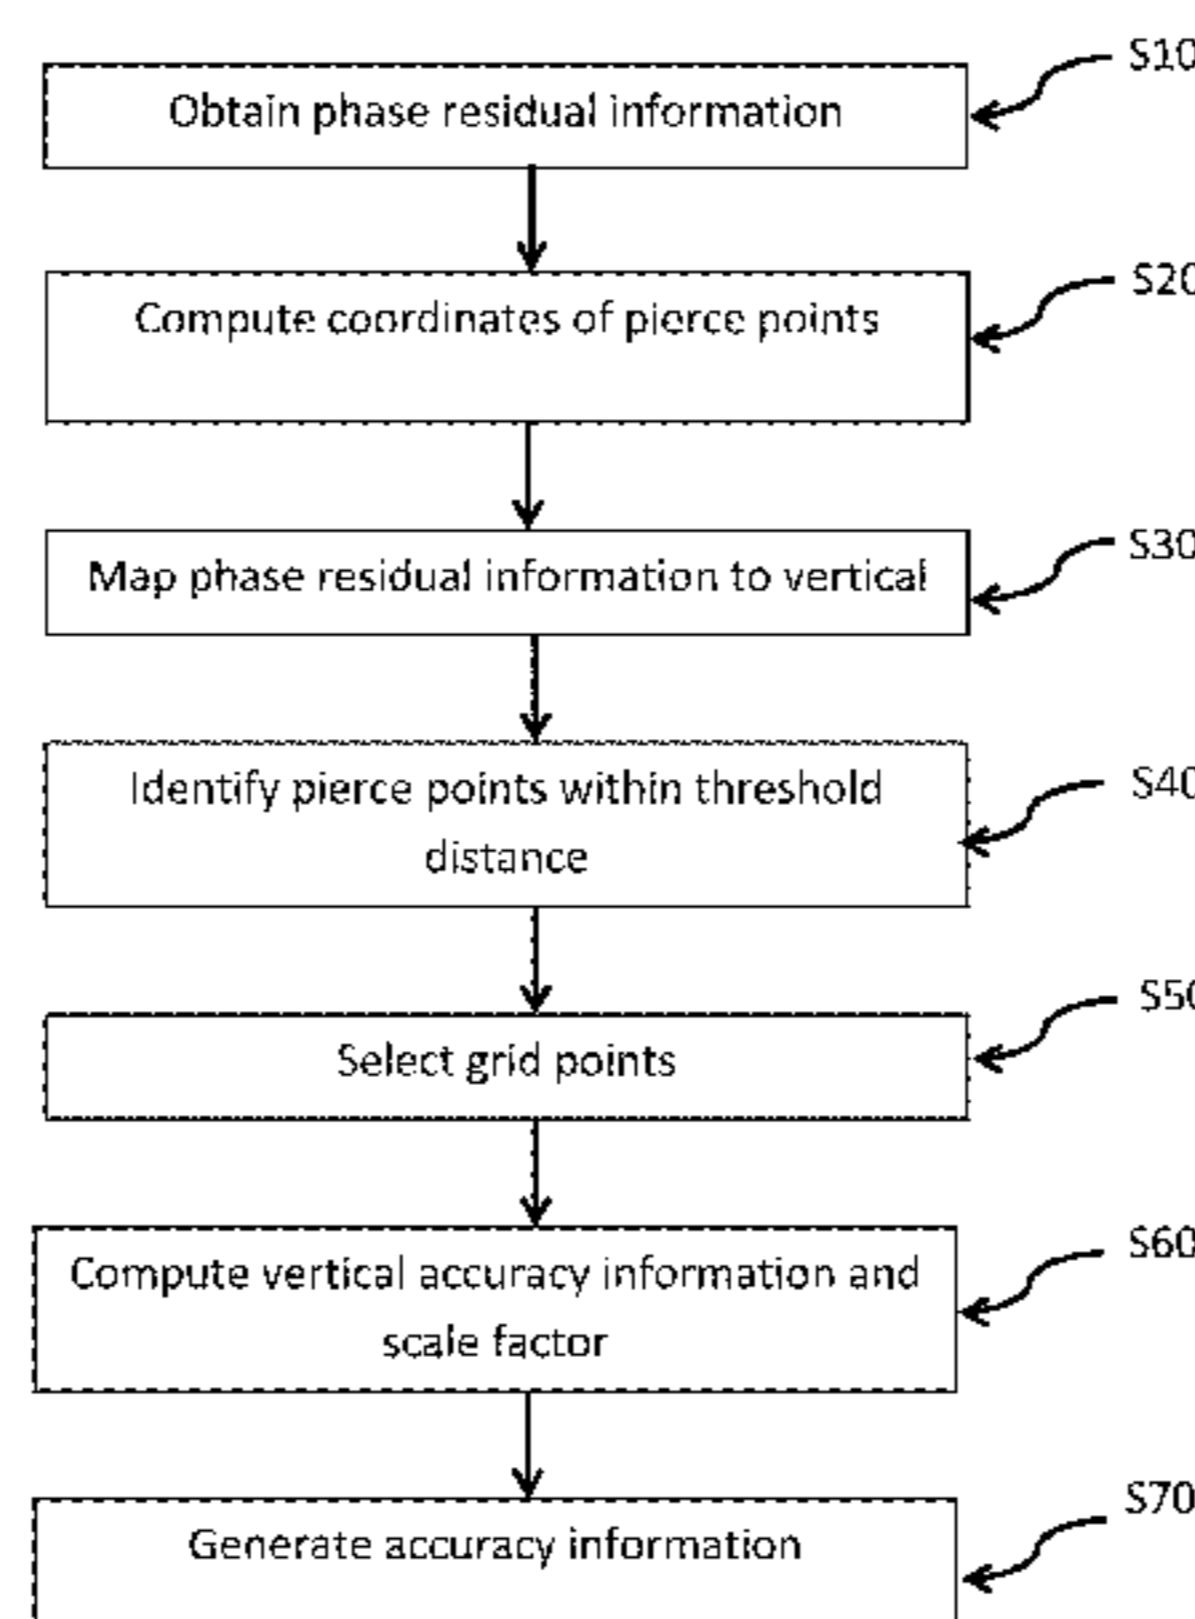 Obtain phase residual information
S10
Compute coordinates of pierce points
S20
Map phase residual information to vertical
S30
Identify pierce points within threshold
distance
S40
Select grid points
S50
Compute vertical accuracy information and
scale factor
S60
Generate accuracy information
S70